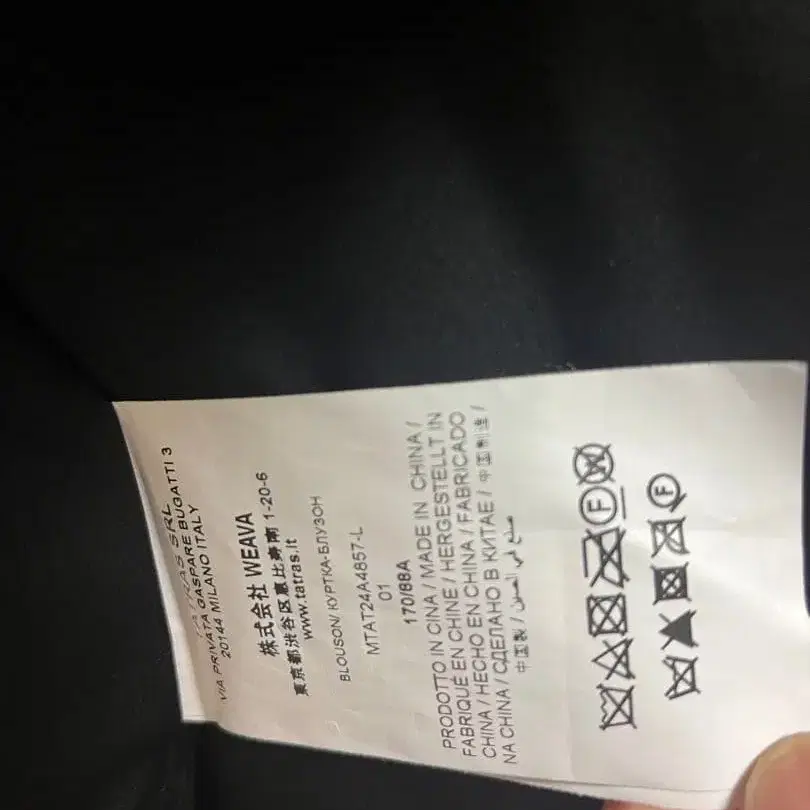 TATRAS SRL
VIA PRIVATA GASPARE BUGATTI 3
20144 MILANO ITALY
株式会社 WEAVA
東京都渋谷区恵比寿南 1-20-6
www.tatras.it
BLOUSON/ КУРТКА-БЛУЗОН
MTAT24A4857-L
01
170/88A
PRODOTTO IN CINA / MADE IN CHINA /
FABRIQUÉ EN CHINE / HERGESTELLT IN
CHINA / HECHO EN CHINA / FABRICADO
NA CHINA / СДЕЛАНО В КИТАЕ / 中国制造 /
中国製 / صنع في الصين
F W
F